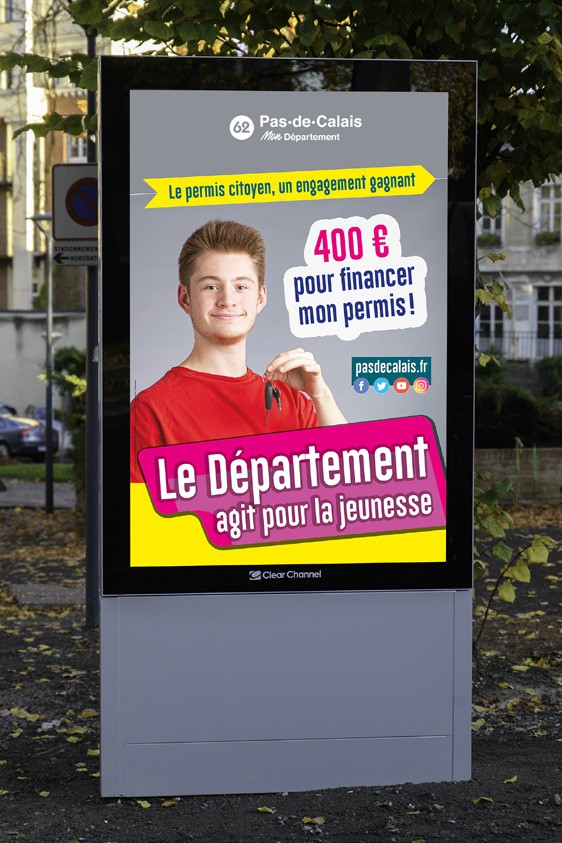 62 Pas-de-Calais
Mon Département
Le permis citoyen, un engagement gagnant
400 €
pour financer
mon permis !
pasdecalais.fr
Le Département
agit pour la jeunesse
Clear Channel
STATIONNEMENT
HORODATEUR